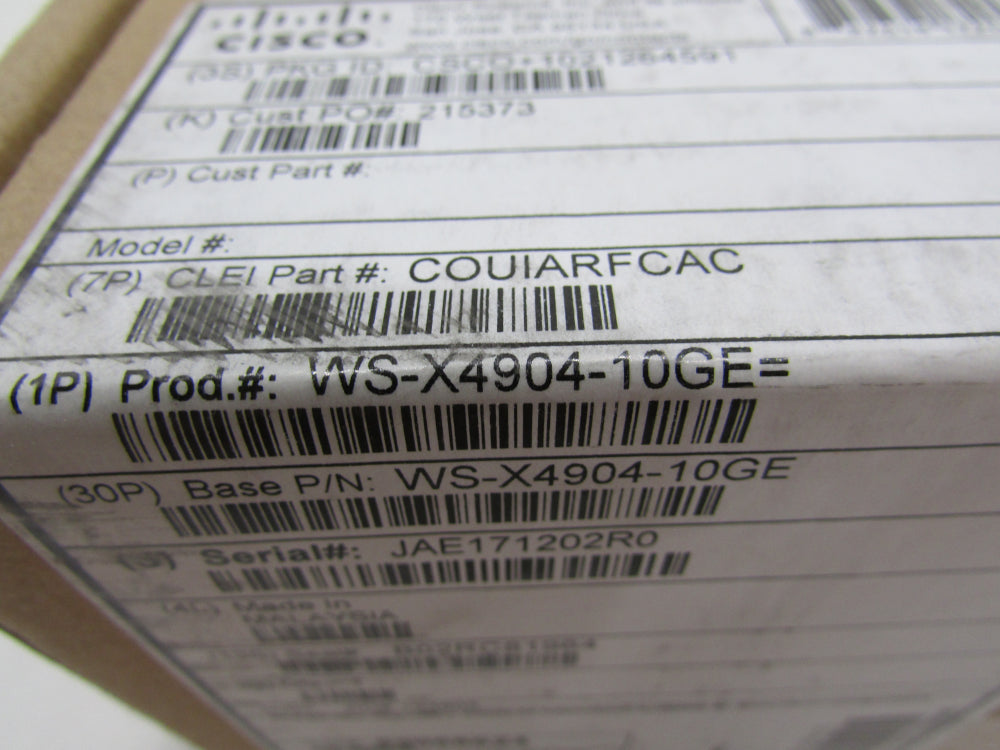 CISCO
(3S) PKG ID CSCO+1021264591
(K) Cust PO#: 215373
(P) Cust Part #:
Model #:
(7P) CLEI Part #: COUIARFCAC
(1P) Prod.#: WS-X4904-10GE=
(30P) Base P/N: WS-X4904-10GE
Serial#: JAE171202R0
(4L) Made In
MALAYSIA